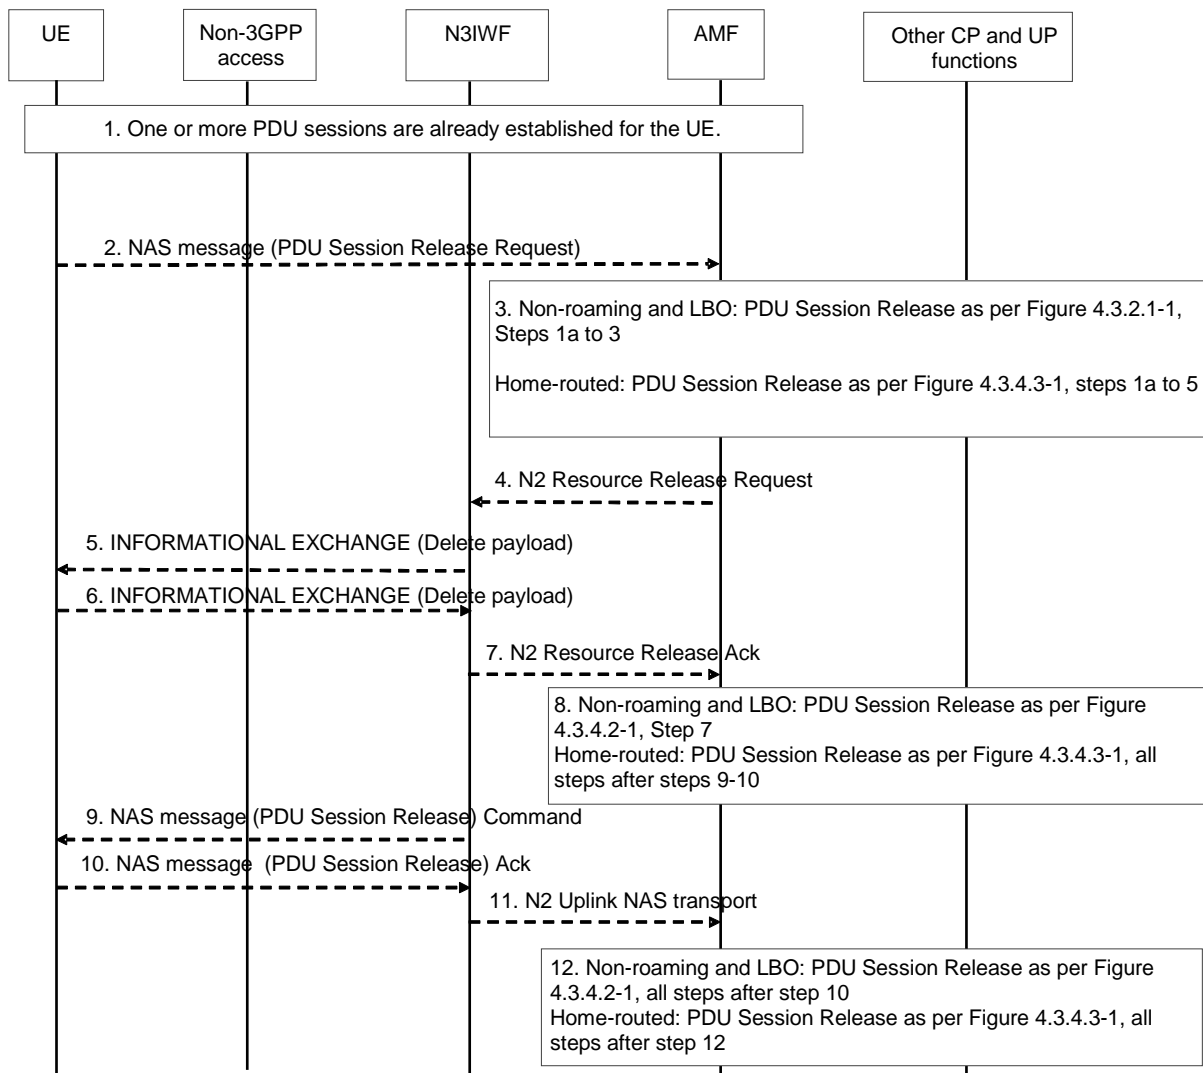 UE
Non-3GPP
access
N3IWF
AMF
Other CP and UP
functions
1. One or more PDU sessions are already established for the UE.
2. NAS message (PDU Session Release Request)
3. Non-roaming and LBO: PDU Session Release as per Figure 4.3.2.1-1,
Steps 1a to 3
Home-routed: PDU Session Release as per Figure 4.3.4.3-1, steps 1a to 5
4. N2 Resource Release Request
5. INFORMATIONAL EXCHANGE (Delete payload)
6. INFORMATIONAL EXCHANGE (Delete payload)
7. N2 Resource Release Ack
8. Non-roaming and LBO: PDU Session Release as per Figure
4.3.4.2-1, Step 7
Home-routed: PDU Session Release as per Figure 4.3.4.3-1, all
steps after steps 9-10
9. NAS message (PDU Session Release) Command
10. NAS message (PDU Session Release) Ack
11. N2 Uplink NAS transport
12. Non-roaming and LBO: PDU Session Release as per Figure
4.3.4.2-1, all steps after step 10
Home-routed: PDU Session Release as per Figure 4.3.4.3-1, all
steps after step 12